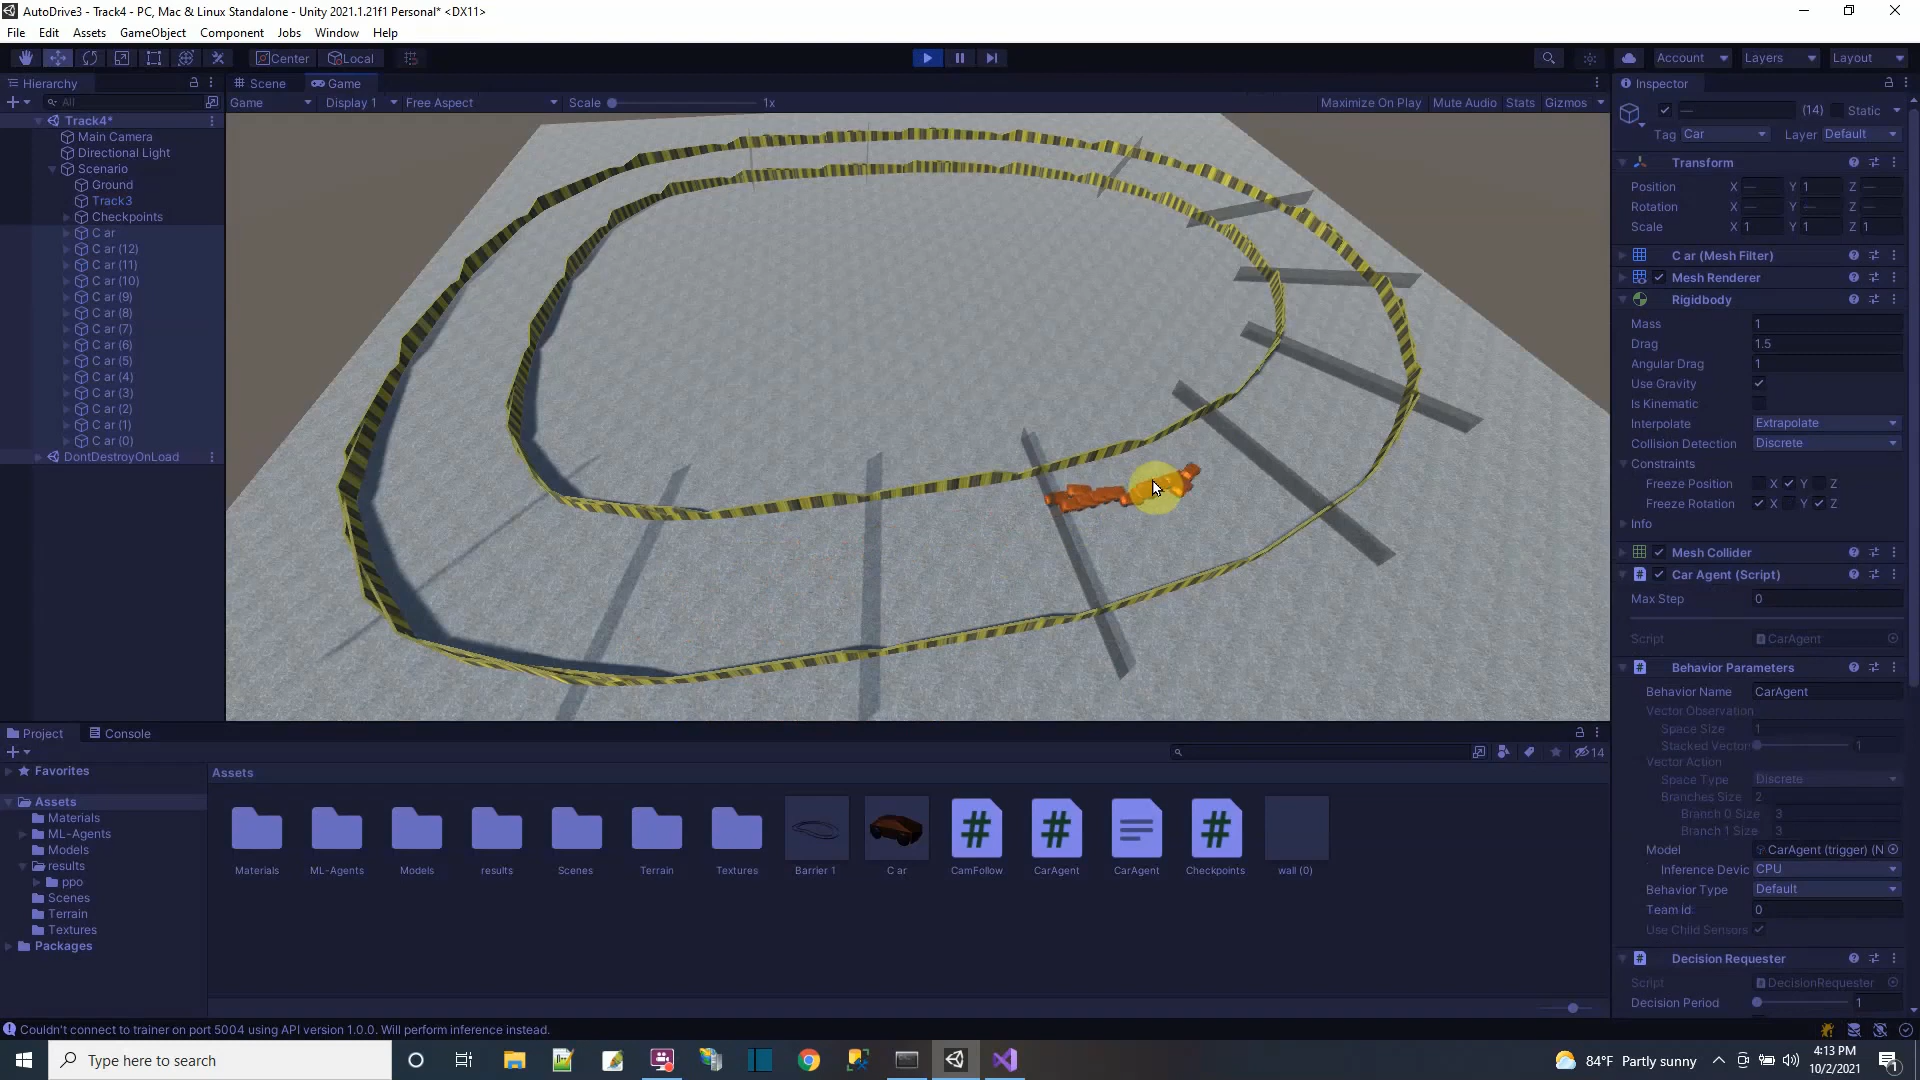 AutoDrive3 - Track4 - PC, Mac & Linux Standalone - Unity 2021.1.21f1 Personal* <DX11>
File Edit Assets GameObject Component Jobs Window Help
Center Local Account Layers Layout
Hierarchy
All
Track4*
Main Camera
Directional Light
Scenario
Ground
Track3
Checkpoints
C ar
C ar (12)
C ar (11)
C ar (10)
C ar (9)
C ar (8)
C ar (7)
C ar (6)
C ar (5)
C ar (4)
C ar (3)
C ar (2)
C ar (1)
C ar (0)
DontDestroyOnLoad
Scene Game
Game Display 1 Free Aspect Scale 1x Maximize On Play Mute Audio Stats Gizmos
Inspector
— (14) Static
Tag Car Layer Default
Transform
Position X — Y 1 Z —
Rotation X — Y — Z —
Scale X 1 Y 1 Z 1
C ar (Mesh Filter)
Mesh Renderer
Rigidbody
Mass 1
Drag 1.5
Angular Drag 1
Use Gravity
Is Kinematic
Interpolate Extrapolate
Collision Detection Discrete
Constraints
Freeze Position X Y Z
Freeze Rotation X Y Z
Info
Mesh Collider
Car Agent (Script)
Max Step 0
Script CarAgent
Behavior Parameters
Behavior Name CarAgent
Vector Observation
Space Size 1
Stacked Vector 1
Vector Action
Space Type Discrete
Branches Size 2
Branch 0 Size 3
Branch 1 Size 3
Model CarAgent (trigger) (N
Inference Devic CPU
Behavior Type Default
Team Id 0
Use Child Sensors
Decision Requester
Script DecisionRequester
Decision Period 1
Project Console
14
Favorites
Assets
Materials
ML-Agents
Models
results
ppo
Scenes
Terrain
Textures
Packages
Assets
Materials ML-Agents Models results Scenes Terrain Textures Barrier 1 C ar CamFollow CarAgent CarAgent Checkpoints wall (0)
Couldn't connect to trainer on port 5004 using API version 1.0.0. Will perform inference instead.
Type here to search
84°F Partly sunny
4:13 PM
10/2/2021
1